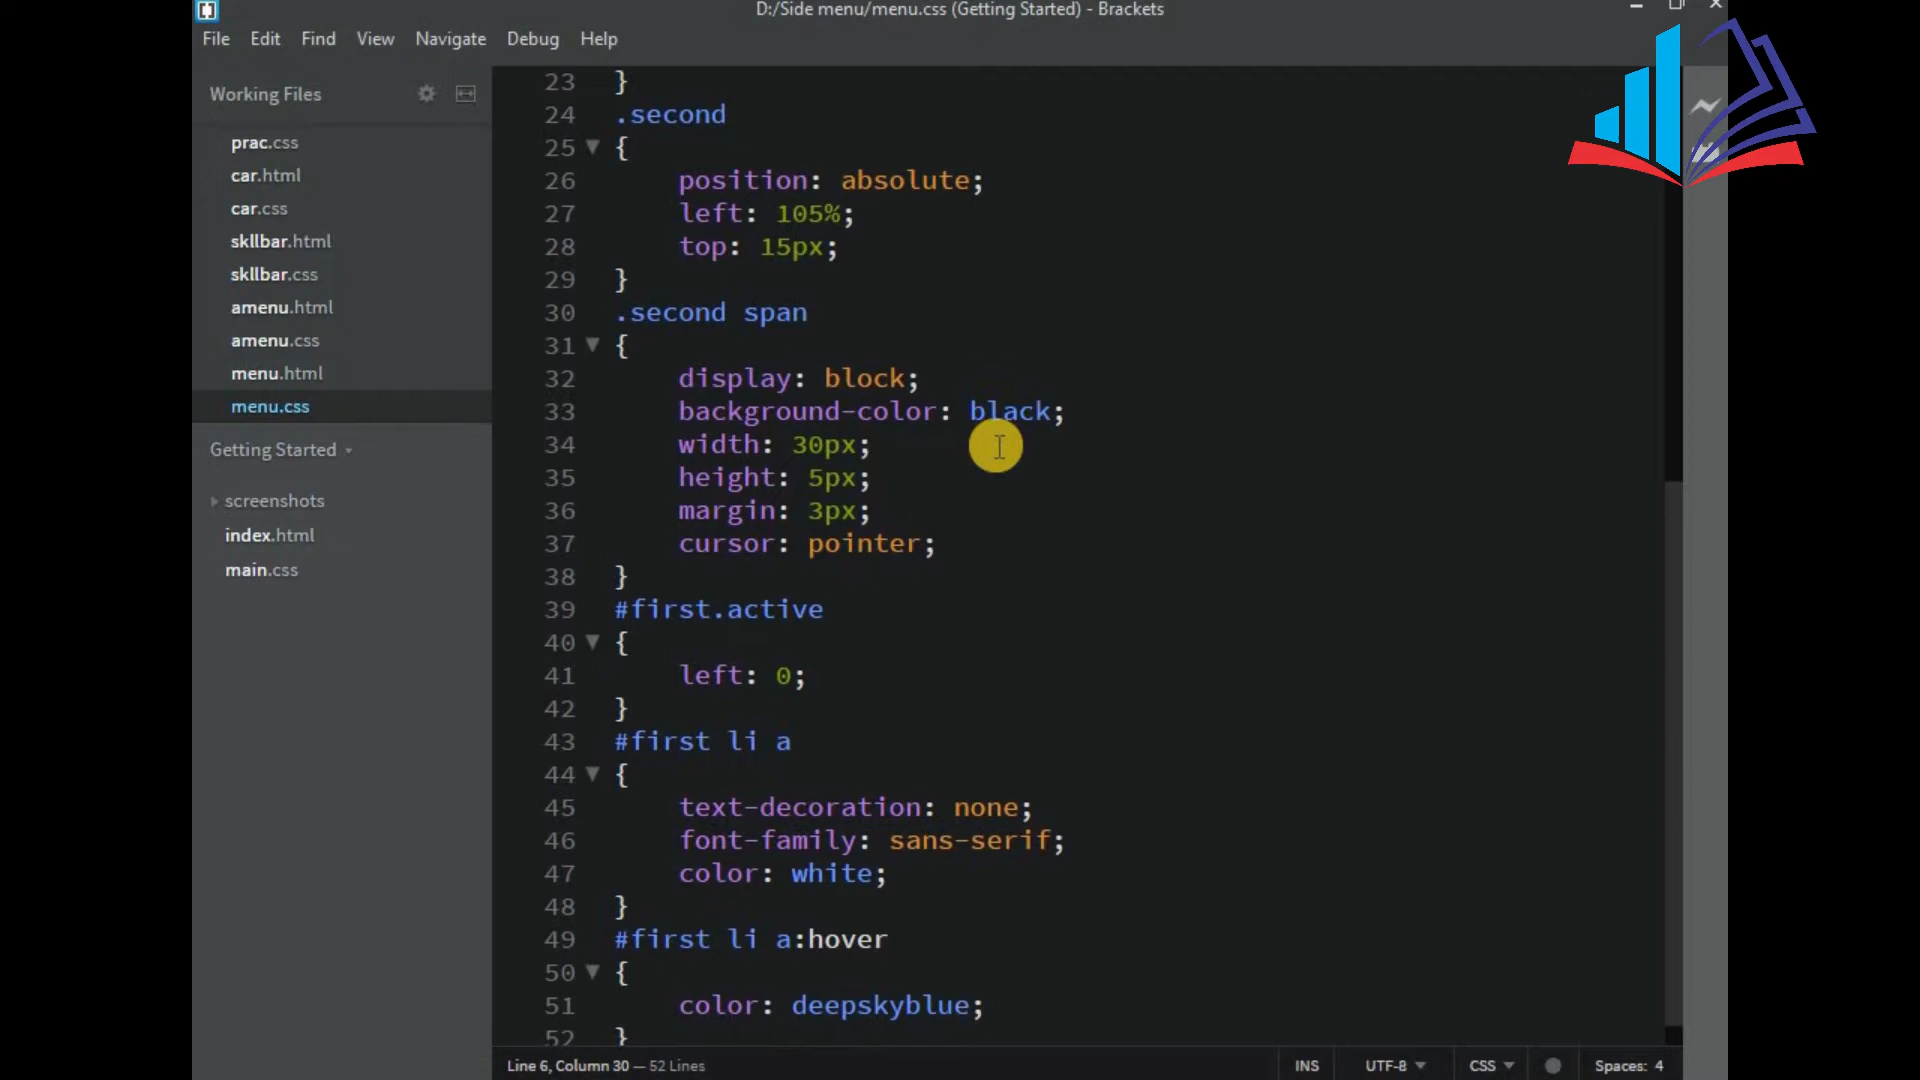 D:/Side menu/menu.css (Getting Started) - Brackets
File Edit Find View Navigate Debug Help
Working Files
prac.css
car.html
car.css
skllbar.html
skllbar.css
amenu.html
amenu.css
menu.html
menu.css
Getting Started
screenshots
index.html
main.css
23 }
24 .second
25 {
26 position: absolute;
27 left: 105%;
28 top: 15px;
29 }
30 .second span
31 {
32 display: block;
33 background-color: black;
34 width: 30px;
35 height: 5px;
36 margin: 3px;
37 cursor: pointer;
38 }
39 #first.active
40 {
41 left: 0;
42 }
43 #first li a
44 {
45 text-decoration: none;
46 font-family: sans-serif;
47 color: white;
48 }
49 #first li a:hover
50 {
51 color: deepskyblue;
52 }
Line 6, Column 30 — 52 Lines
INS UTF-8 CSS Spaces: 4